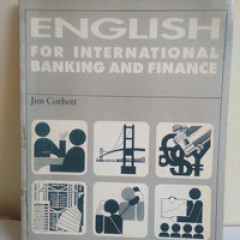 ENGLISH
FOR INTERNATIONAL
BANKING AND FINANCE
Jim Corbett